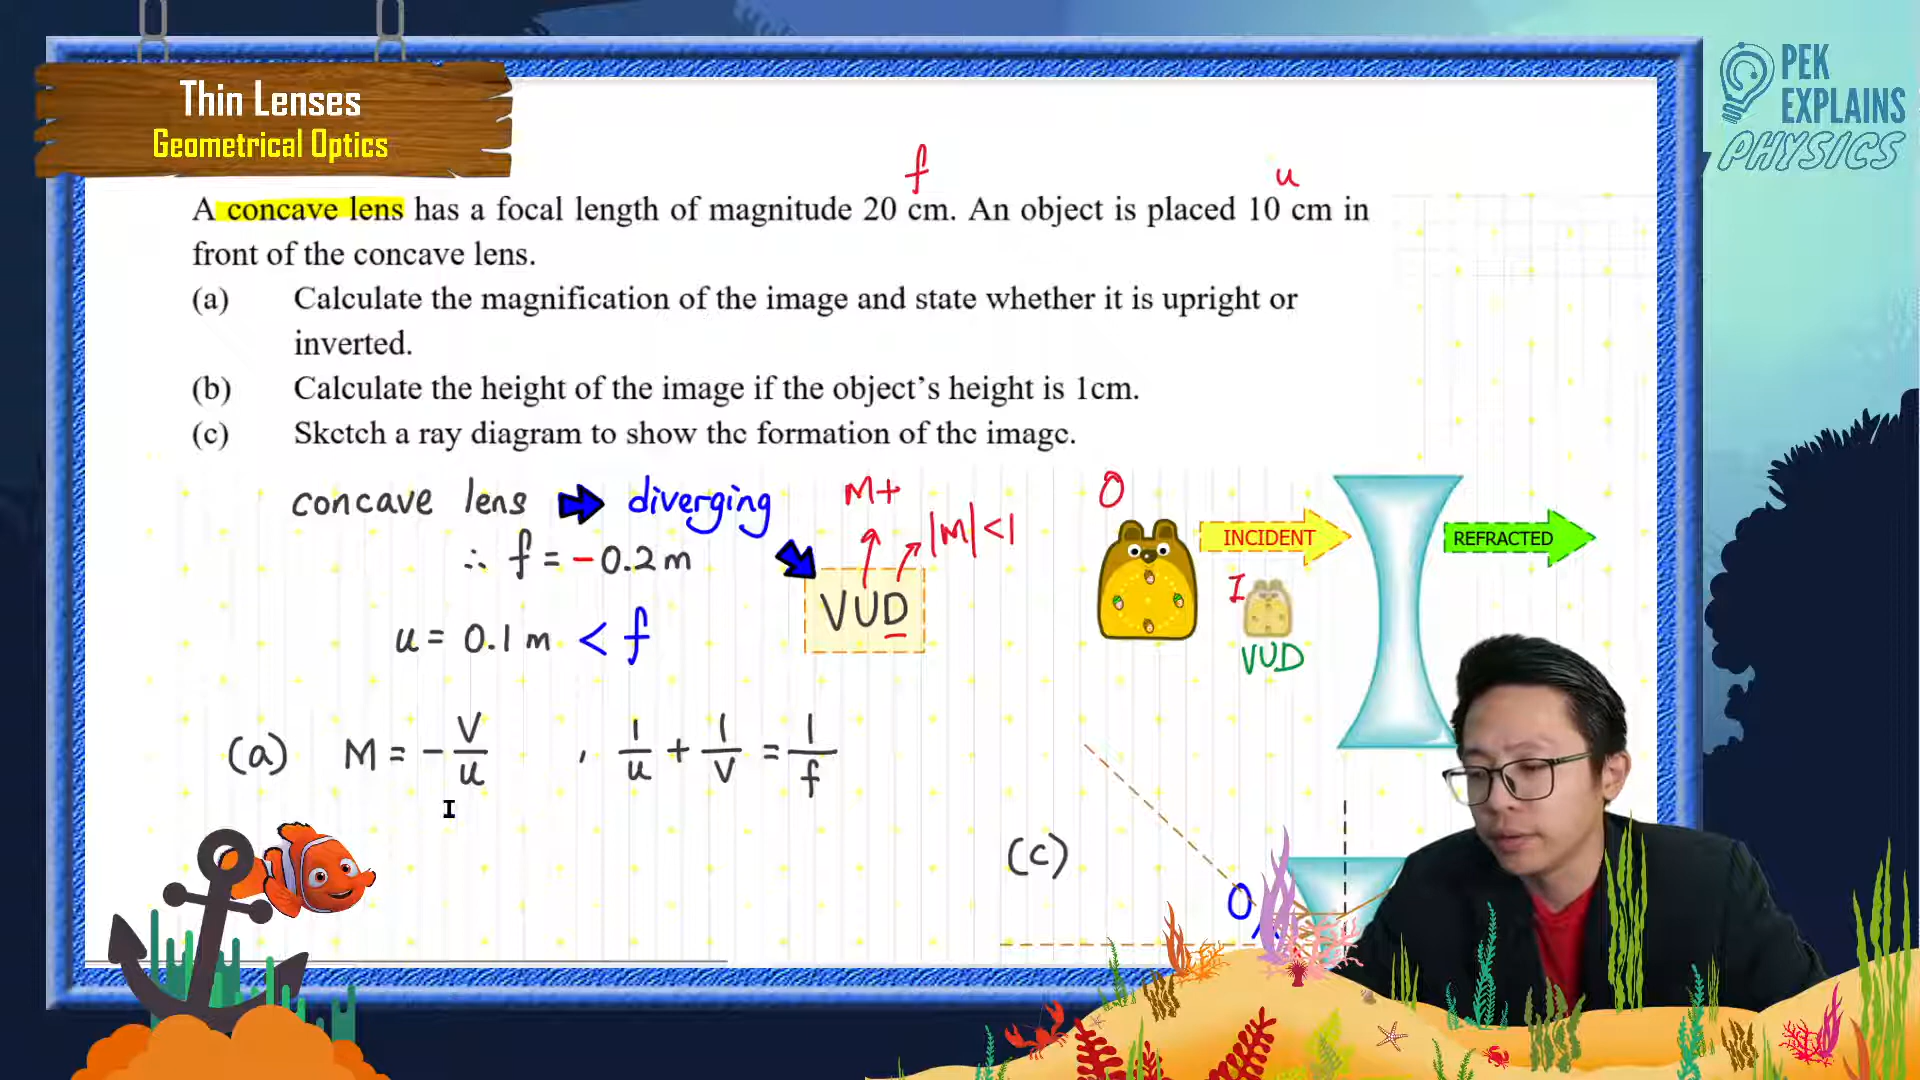 Thin Lenses
Geometrical Optics
PEK
EXPLAINS
PHYSICS
f
u
A concave lens has a focal length of magnitude 20 cm. An object is placed 10 cm in
front of the concave lens.
(a) Calculate the magnification of the image and state whether it is upright or
inverted.
(b) Calculate the height of the image if the object's height is 1cm.
(c) Sketch a ray diagram to show the formation of the image.
concave lens diverging
∴ f = -0.2 m
u = 0.1 m < f
M+
|M| < 1
VUD
O
INCIDENT
REFRACTED
I
VUD
(a) M = - v/u , 1/u + 1/v = 1/f
(c)
O